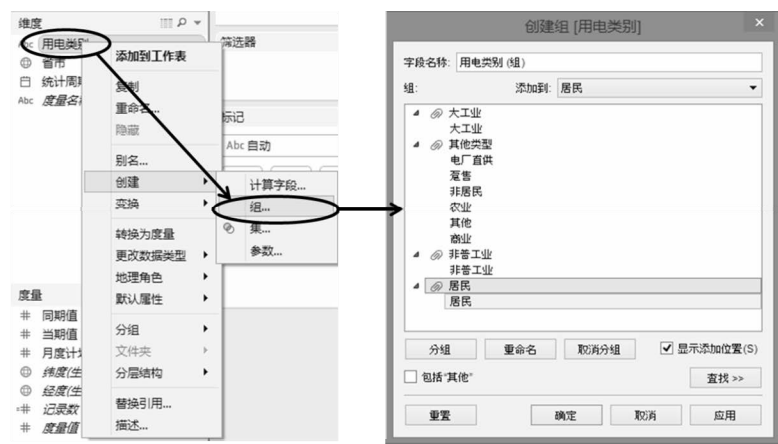 维度
Abc 用电类别
省市
统计周期
Abc 度量名
添加到工作表
复制
重命名...
隐藏
别名...
创建
变换
转换为度量
更改数据类型
地理角色
默认属性
分组
文件夹
分层结构
替换引用...
描述...
筛选器
标记
Abc 自动
计算字段...
组...
集...
参数...
度量
同期值
当期值
月度计
纬度(生
经度(生
记录数
度量值
创建组 [用电类别]
字段名称: 用电类别 (组)
组: 添加到: 居民
大工业
大工业
其他类型
电厂直供
趸售
非居民
农业
其他
商业
非普工业
非普工业
居民
居民
分组 重命名 取消分组 显示添加位置(S)
包括"其他" 查找 >>
重置 确定 取消 应用